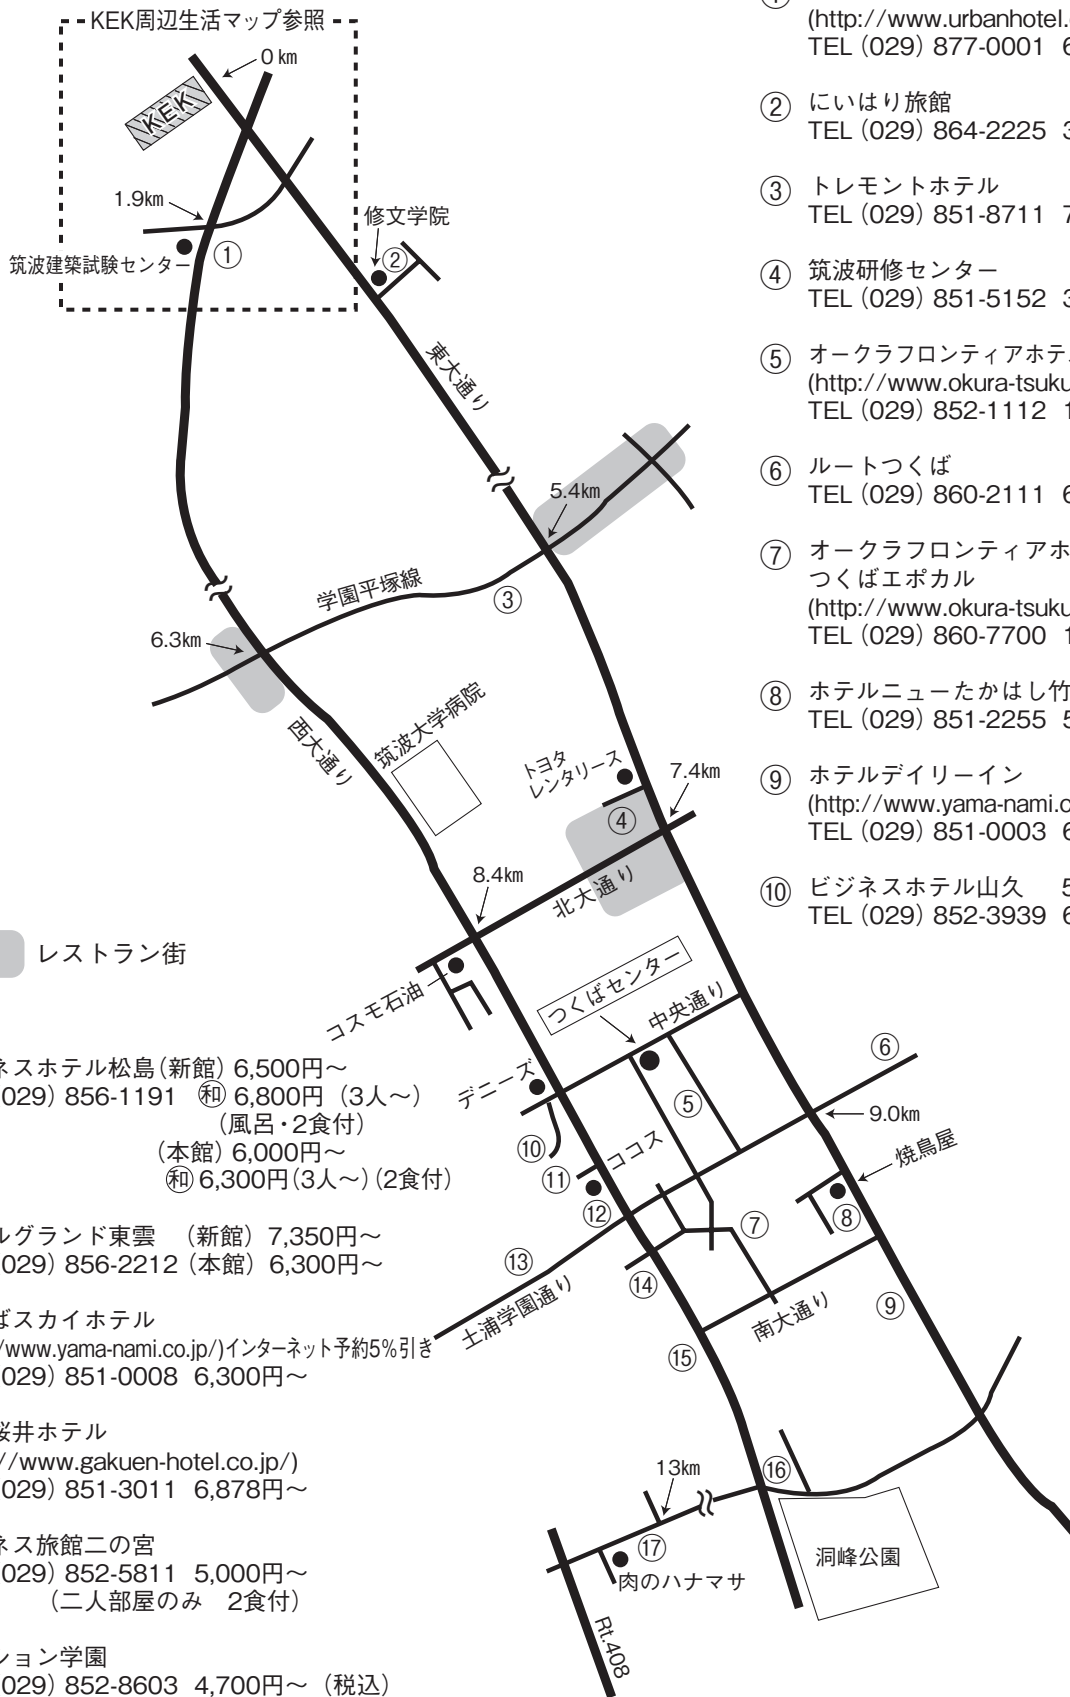 KEK周辺生活マップ参照
0km
KEK
1.9km
筑波建築試験センター
①
修文学院
②
東大通り
5.4km
学園平塚線
③
6.3km
西大通り
筑波大学病院
トヨタ
レンタリース
7.4km
④
8.4km
北大通り
レストラン街
コスモ石油
つくばセンター
中央通り
デニーズ
⑤
⑥
9.0km
⑩
ココス
⑪
焼鳥屋
⑫
⑦
⑧
⑬
⑭
土浦学園通り
南大通り
⑨
⑮
13km
⑯
⑰
肉のハナマサ
洞峰公園
Rt.408
(http://www.urbanhotel.
TEL (029) 877-0001 6
② にいはり旅館
TEL (029) 864-2225 3
③ トレモントホテル
TEL (029) 851-8711 7
④ 筑波研修センター
TEL (029) 851-5152 3
⑤ オークラフロンティアホテ
(http://www.okura-tsuku
TEL (029) 852-1112 1
⑥ ルートつくば
TEL (029) 860-2111 6
⑦ オークラフロンティアホ
つくばエポカル
(http://www.okura-tsuku
TEL (029) 860-7700 1
⑧ ホテルニューたかはし竹
TEL (029) 851-2255 5
⑨ ホテルデイリーイン
(http://www.yama-nami.c
TEL (029) 851-0003 6
⑩ ビジネスホテル山久 5
TEL (029) 852-3939 6
ネスホテル松島(新館) 6,500円～
029) 856-1191 ㊥和 6,800円 (3人～)
(風呂・2食付)
(本館) 6,000円～
和 6,300円(3人～)(2食付)
ルグランド東雲 (新館) 7,350円～
029) 856-2212 (本館) 6,300円～
ばスカイホテル
/www.yama-nami.co.jp/)インターネット予約5%引き
029) 851-0008 6,300円～
桜井ホテル
//www.gakuen-hotel.co.jp/)
029) 851-3011 6,878円～
ネス旅館二の宮
029) 852-5811 5,000円～
(二人部屋のみ 2食付)
ション学園
029) 852-8603 4,700円～ (税込)